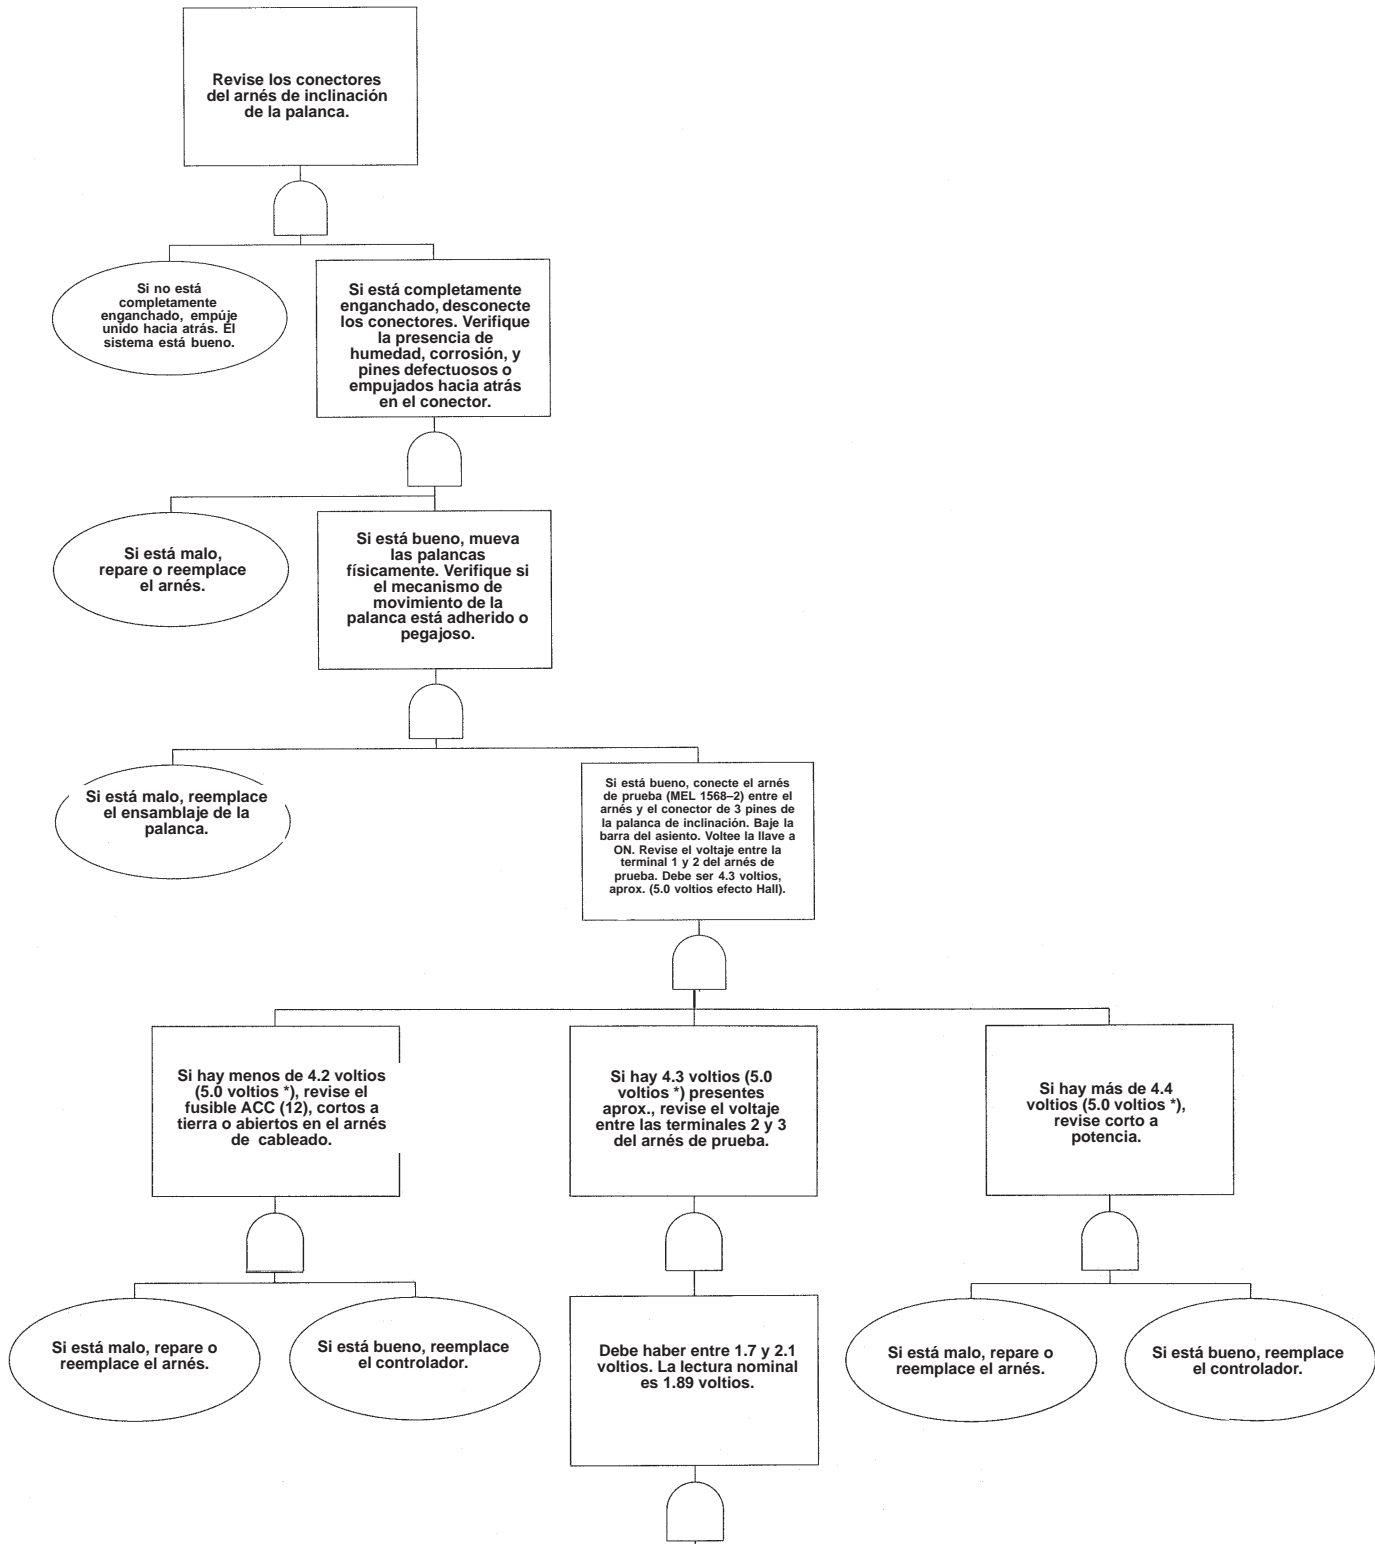 Revise los conectores
del arnés de inclinación
de la palanca.
Si no está
completamente
enganchado, empúje
unido hacia atrás. Él
sistema está bueno.
Si está completamente
enganchado, desconecte
los conectores. Verifique
la presencia de
humedad, corrosión, y
pines defectuosos o
empujados hacia atrás
en el conector.
Si está malo,
repare o reemplace
el arnés.
Si está bueno, mueva
las palancas
físicamente. Verifique si
el mecanismo de
movimiento de la
palanca está adherido o
pegajoso.
Si está malo, reemplace
el ensamblaje de la
palanca.
Si está bueno, conecte el arnés
de prueba (MEL 1568–2) entre el
arnés y el conector de 3 pines de
la palanca de inclinación. Baje la
barra del asiento. Voltee la llave a
ON. Revise el voltaje entre la
terminal 1 y 2 del arnés de
prueba. Debe ser 4.3 voltios,
aprox. (5.0 voltios efecto Hall).
Si hay menos de 4.2 voltios
(5.0 voltios *), revise el
fusible ACC (12), cortos a
tierra o abiertos en el arnés
de cableado.
Si hay 4.3 voltios (5.0
voltios *) presentes
aprox., revise el voltaje
entre las terminales 2 y 3
del arnés de prueba.
Si hay más de 4.4
voltios (5.0 voltios *),
revise corto a
potencia.
Si está malo, repare o
reemplace el arnés.
Si está bueno, reemplace
el controlador.
Debe haber entre 1.7 y 2.1
voltios. La lectura nominal
es 1.89 voltios.
Si está malo, repare o
reemplace el arnés.
Si está bueno, reemplace
el controlador.